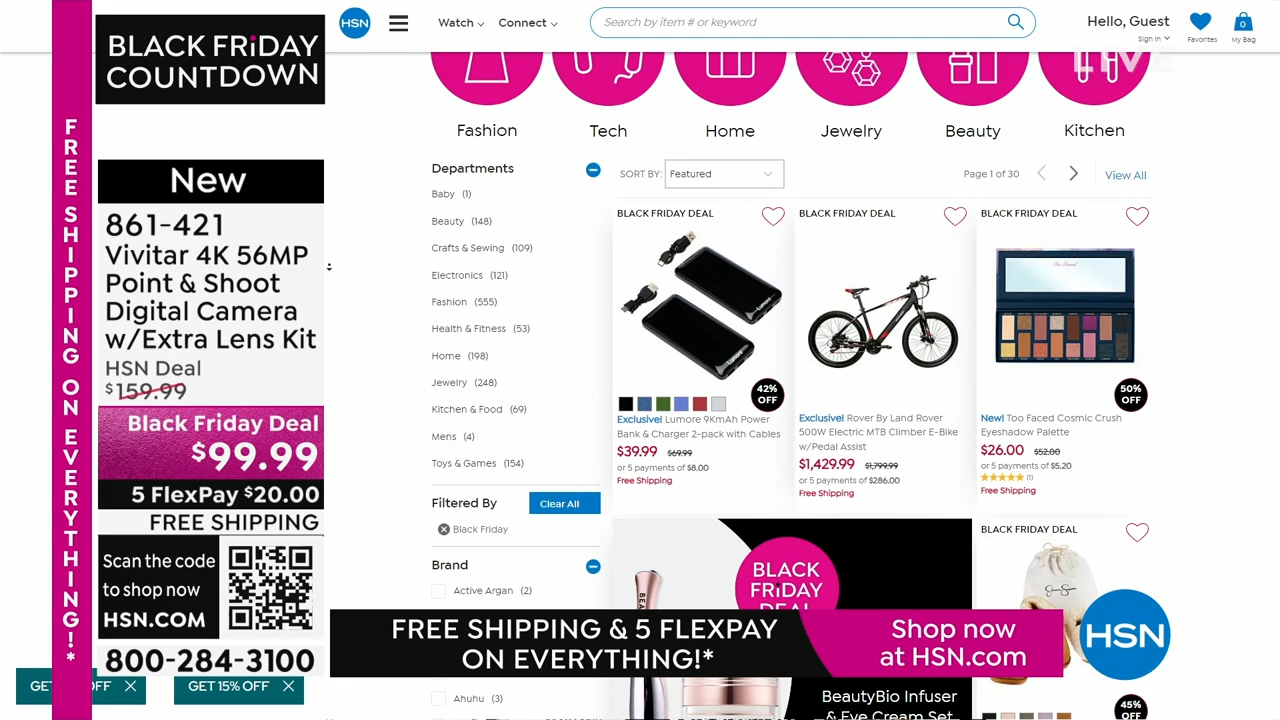 FREE SHIPPING ON EVERYTHING!*
BLACK FRiDAY
COUNTDOWN
New
861-421
Vivitar 4K 56MP
Point & Shoot
Digital Camera
w/Extra Lens Kit
HSN Deal
$159.99
Black Friday Deal
$99.99
5 FlexPay $20.00
FREE SHIPPING
Scan the code
to shop now
HSN.COM
800-284-3100
GET
OFF
GET 15% OFF
HSN
Watch
Connect
Search by item # or keyword
Hello, Guest
Sign In
Favorites
0
My Bag
LIVE
Fashion
Tech
Home
Jewelry
Beauty
Kitchen
Departments
Baby (1)
Beauty (148)
Crafts & Sewing (109)
Electronics (121)
Fashion (555)
Health & Fitness (53)
Home (198)
Jewelry (248)
Kitchen & Food (69)
Mens (4)
Toys & Games (154)
Filtered By
Clear All
Black Friday
Brand
Active Argan (2)
Ahuhu (3)
SORT BY: Featured
Page 1 of 30
View All
BLACK FRIDAY DEAL
42%
OFF
Exclusive! Lumore 9KmAh Power
Bank & Charger 2-pack with Cables
$39.99 $69.99
or 5 payments of $8.00
Free Shipping
BLACK FRIDAY DEAL
Exclusive! Rover By Land Rover
500W Electric MTB Climber E-Bike
w/Pedal Assist
$1,429.99 $1,799.99
or 5 payments of $286.00
Free Shipping
BLACK FRIDAY DEAL
50%
OFF
New! Too Faced Cosmic Crush
Eyeshadow Palette
$26.00 $52.00
or 5 payments of $5.20
(1)
Free Shipping
BLACK
FRiDAY
DEAL
BeautyBio Infuser
& Eye Cream Set
BLACK FRIDAY DEAL
45%
OFF
FREE SHIPPING & 5 FLEXPAY
ON EVERYTHING!*
Shop now
at HSN.com
HSN